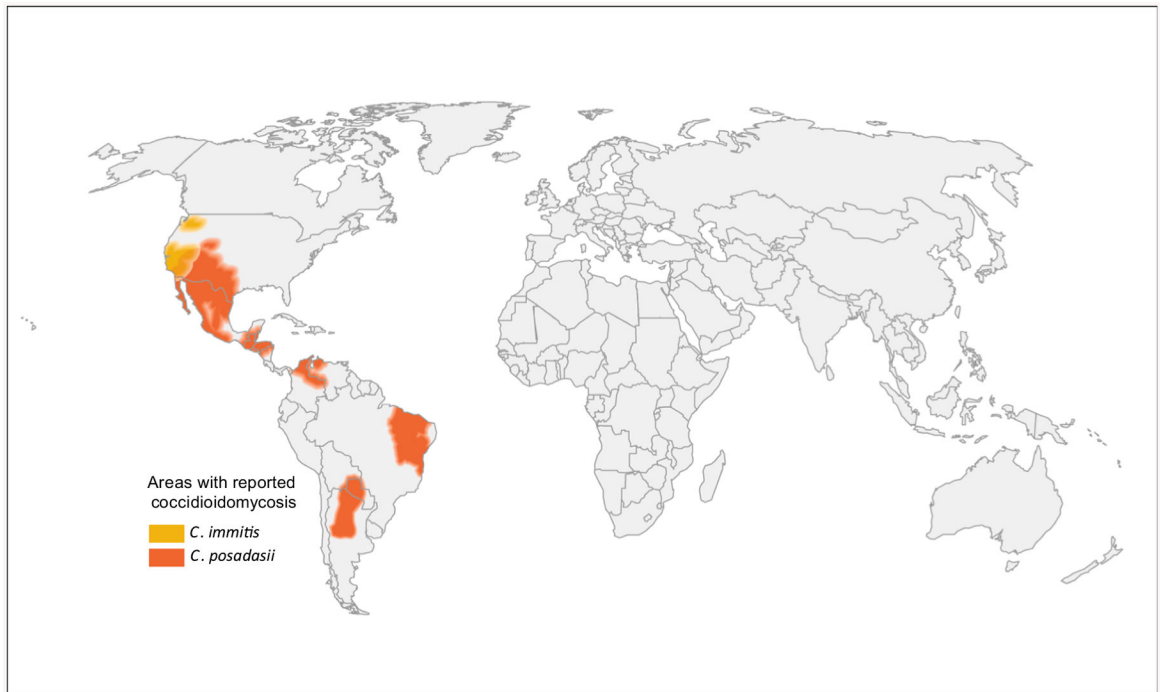 Areas with reported
coccidioidomycosis
C. immitis
C. posadasii